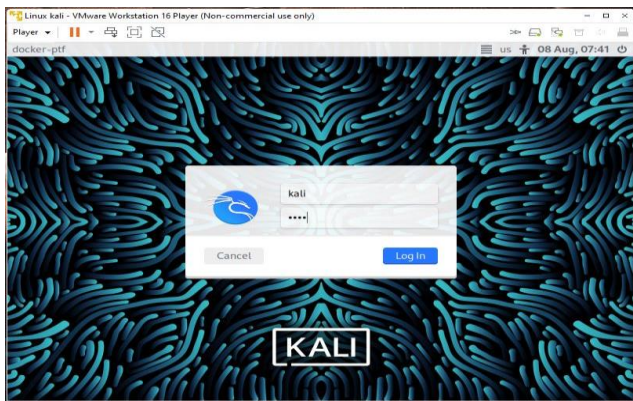 Linux kali - VMware Workstation 16 Player (Non-commercial use only)
Player
docker-ptf us 08 Aug, 07:41
kali
••••
Cancel Log In
KALI